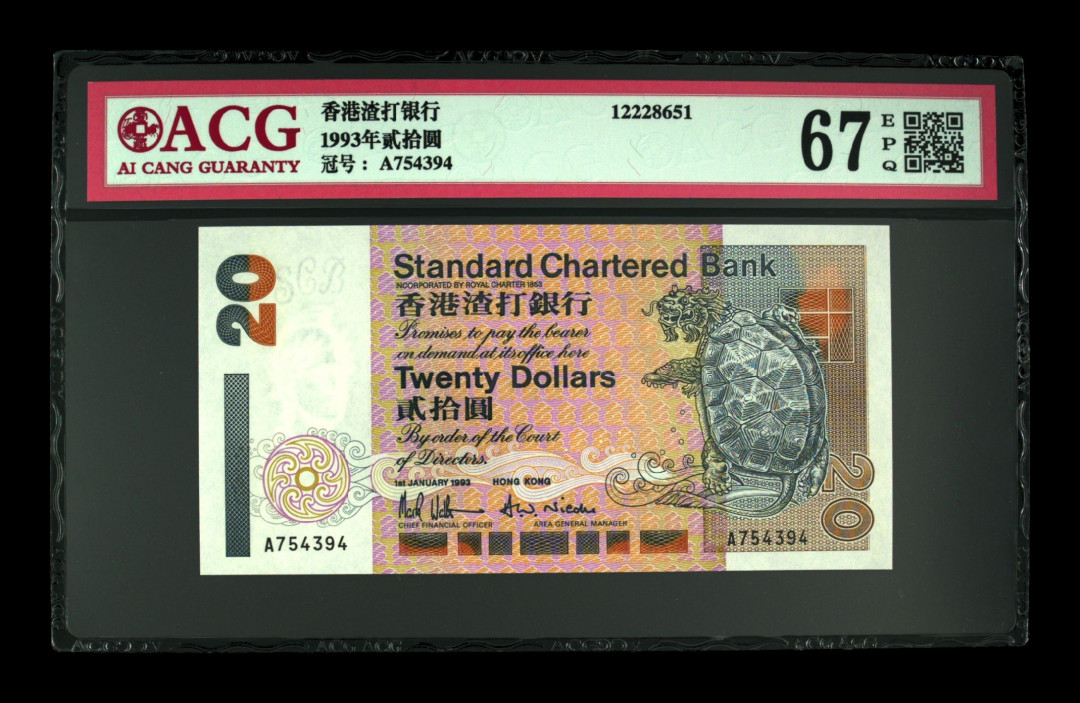 ACG
AI CANG GUARANTY
香港渣打银行
1993年贰拾圆
冠号： A754394
12228651
67
EPQ
20
SCB
Standard Chartered Bank
INCORPORATED BY ROYAL CHARTER 1853
香港渣打銀行
Promises to pay the bearer
on demand at its office here
Twenty Dollars
貳拾圓
By order of the Court
of Directors.
1st JANUARY 1993 HONG KONG
CHIEF FINANCIAL OFFICER
AREA GENERAL MANAGER
A754394
A754394
20